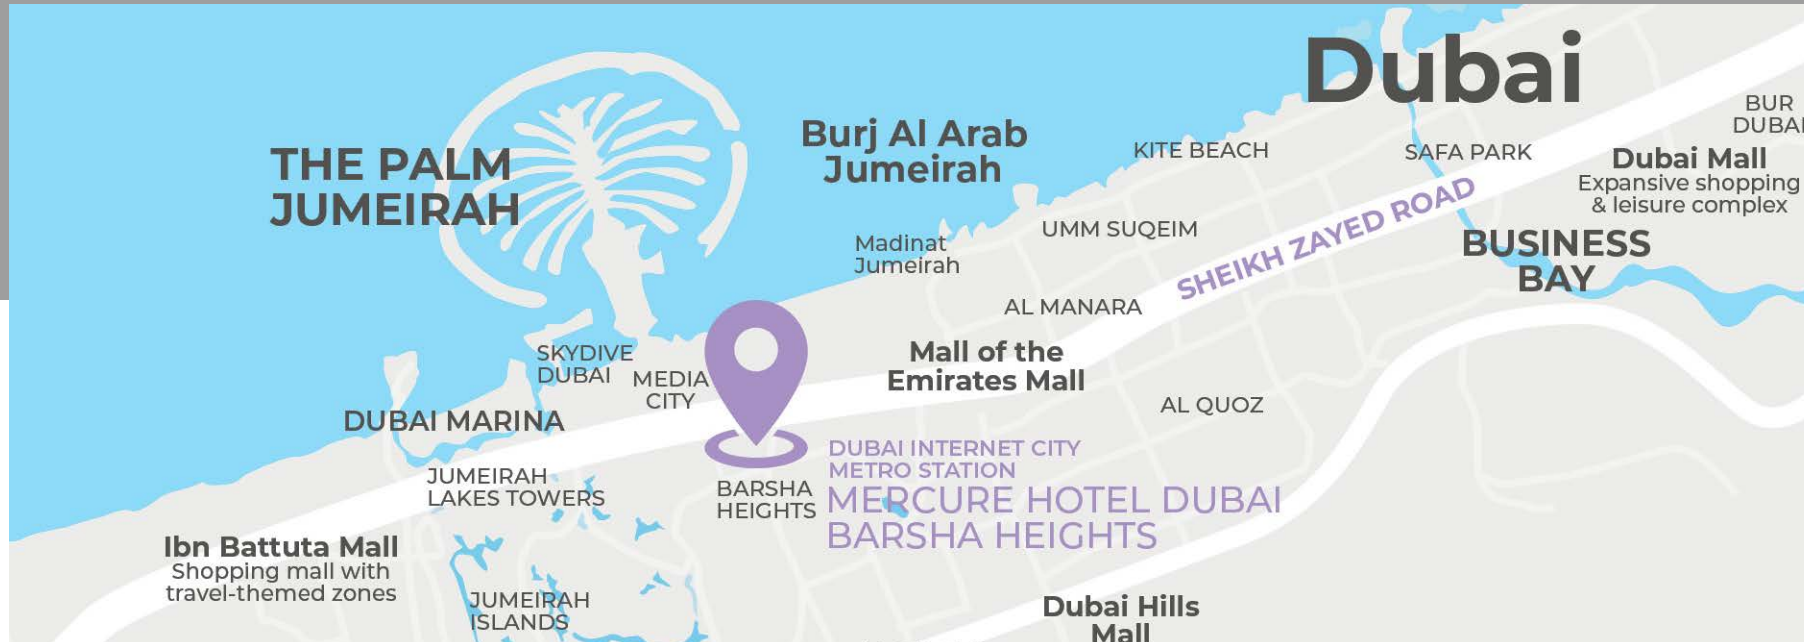 Dubai
BUR
DUBAI
Burj Al Arab
Jumeirah
KITE BEACH
SAFA PARK
THE PALM
JUMEIRAH
Dubai Mall
Expansive shopping
& leisure complex
SHEIKH ZAYED ROAD
UMM SUQEIM
Madinat
Jumeirah
BUSINESS
BAY
AL MANARA
Mall of the
Emirates Mall
SKYDIVE
DUBAI
MEDIA
CITY
AL QUOZ
DUBAI MARINA
DUBAI INTERNET CITY
METRO STATION
JUMEIRAH
LAKES TOWERS
BARSHA
HEIGHTS
MERCURE HOTEL DUBAI
BARSHA HEIGHTS
Ibn Battuta Mall
Shopping mall with
travel-themed zones
JUMEIRAH
ISLANDS
Dubai Hills
Mall